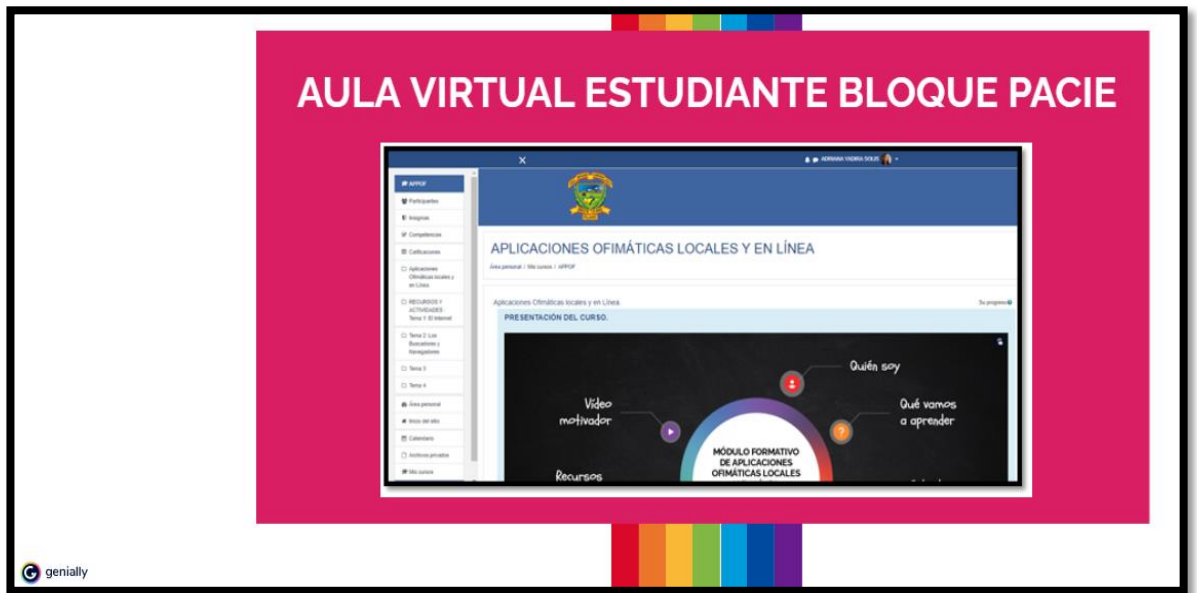 AULA VIRTUAL ESTUDIANTE BLOQUE PACIE
ADRIANA YADIRA SOLIS
APPOF
Participantes
Insignias
Competencias
Calificaciones
Aplicaciones
Ofimáticas locales y
en Línea
RECURSOS Y
ACTIVIDADES
Tema 1: El Internet
Tema 2: Los
Buscadores y
Navegadores
Tema 3
Tema 4
Área personal
Inicio del sitio
Calendario
Archivos privados
Mis cursos
APLICACIONES OFIMÁTICAS LOCALES Y EN LÍNEA
Área personal / Mis cursos / APPOF
Aplicaciones Ofimáticas locales y en Línea
Su progreso
PRESENTACIÓN DEL CURSO.
Quién soy
Vídeo
motivador
Qué vamos
a aprender
MÓDULO FORMATIVO
DE APLICACIONES
OFIMÁTICAS LOCALES
Recursos
genially